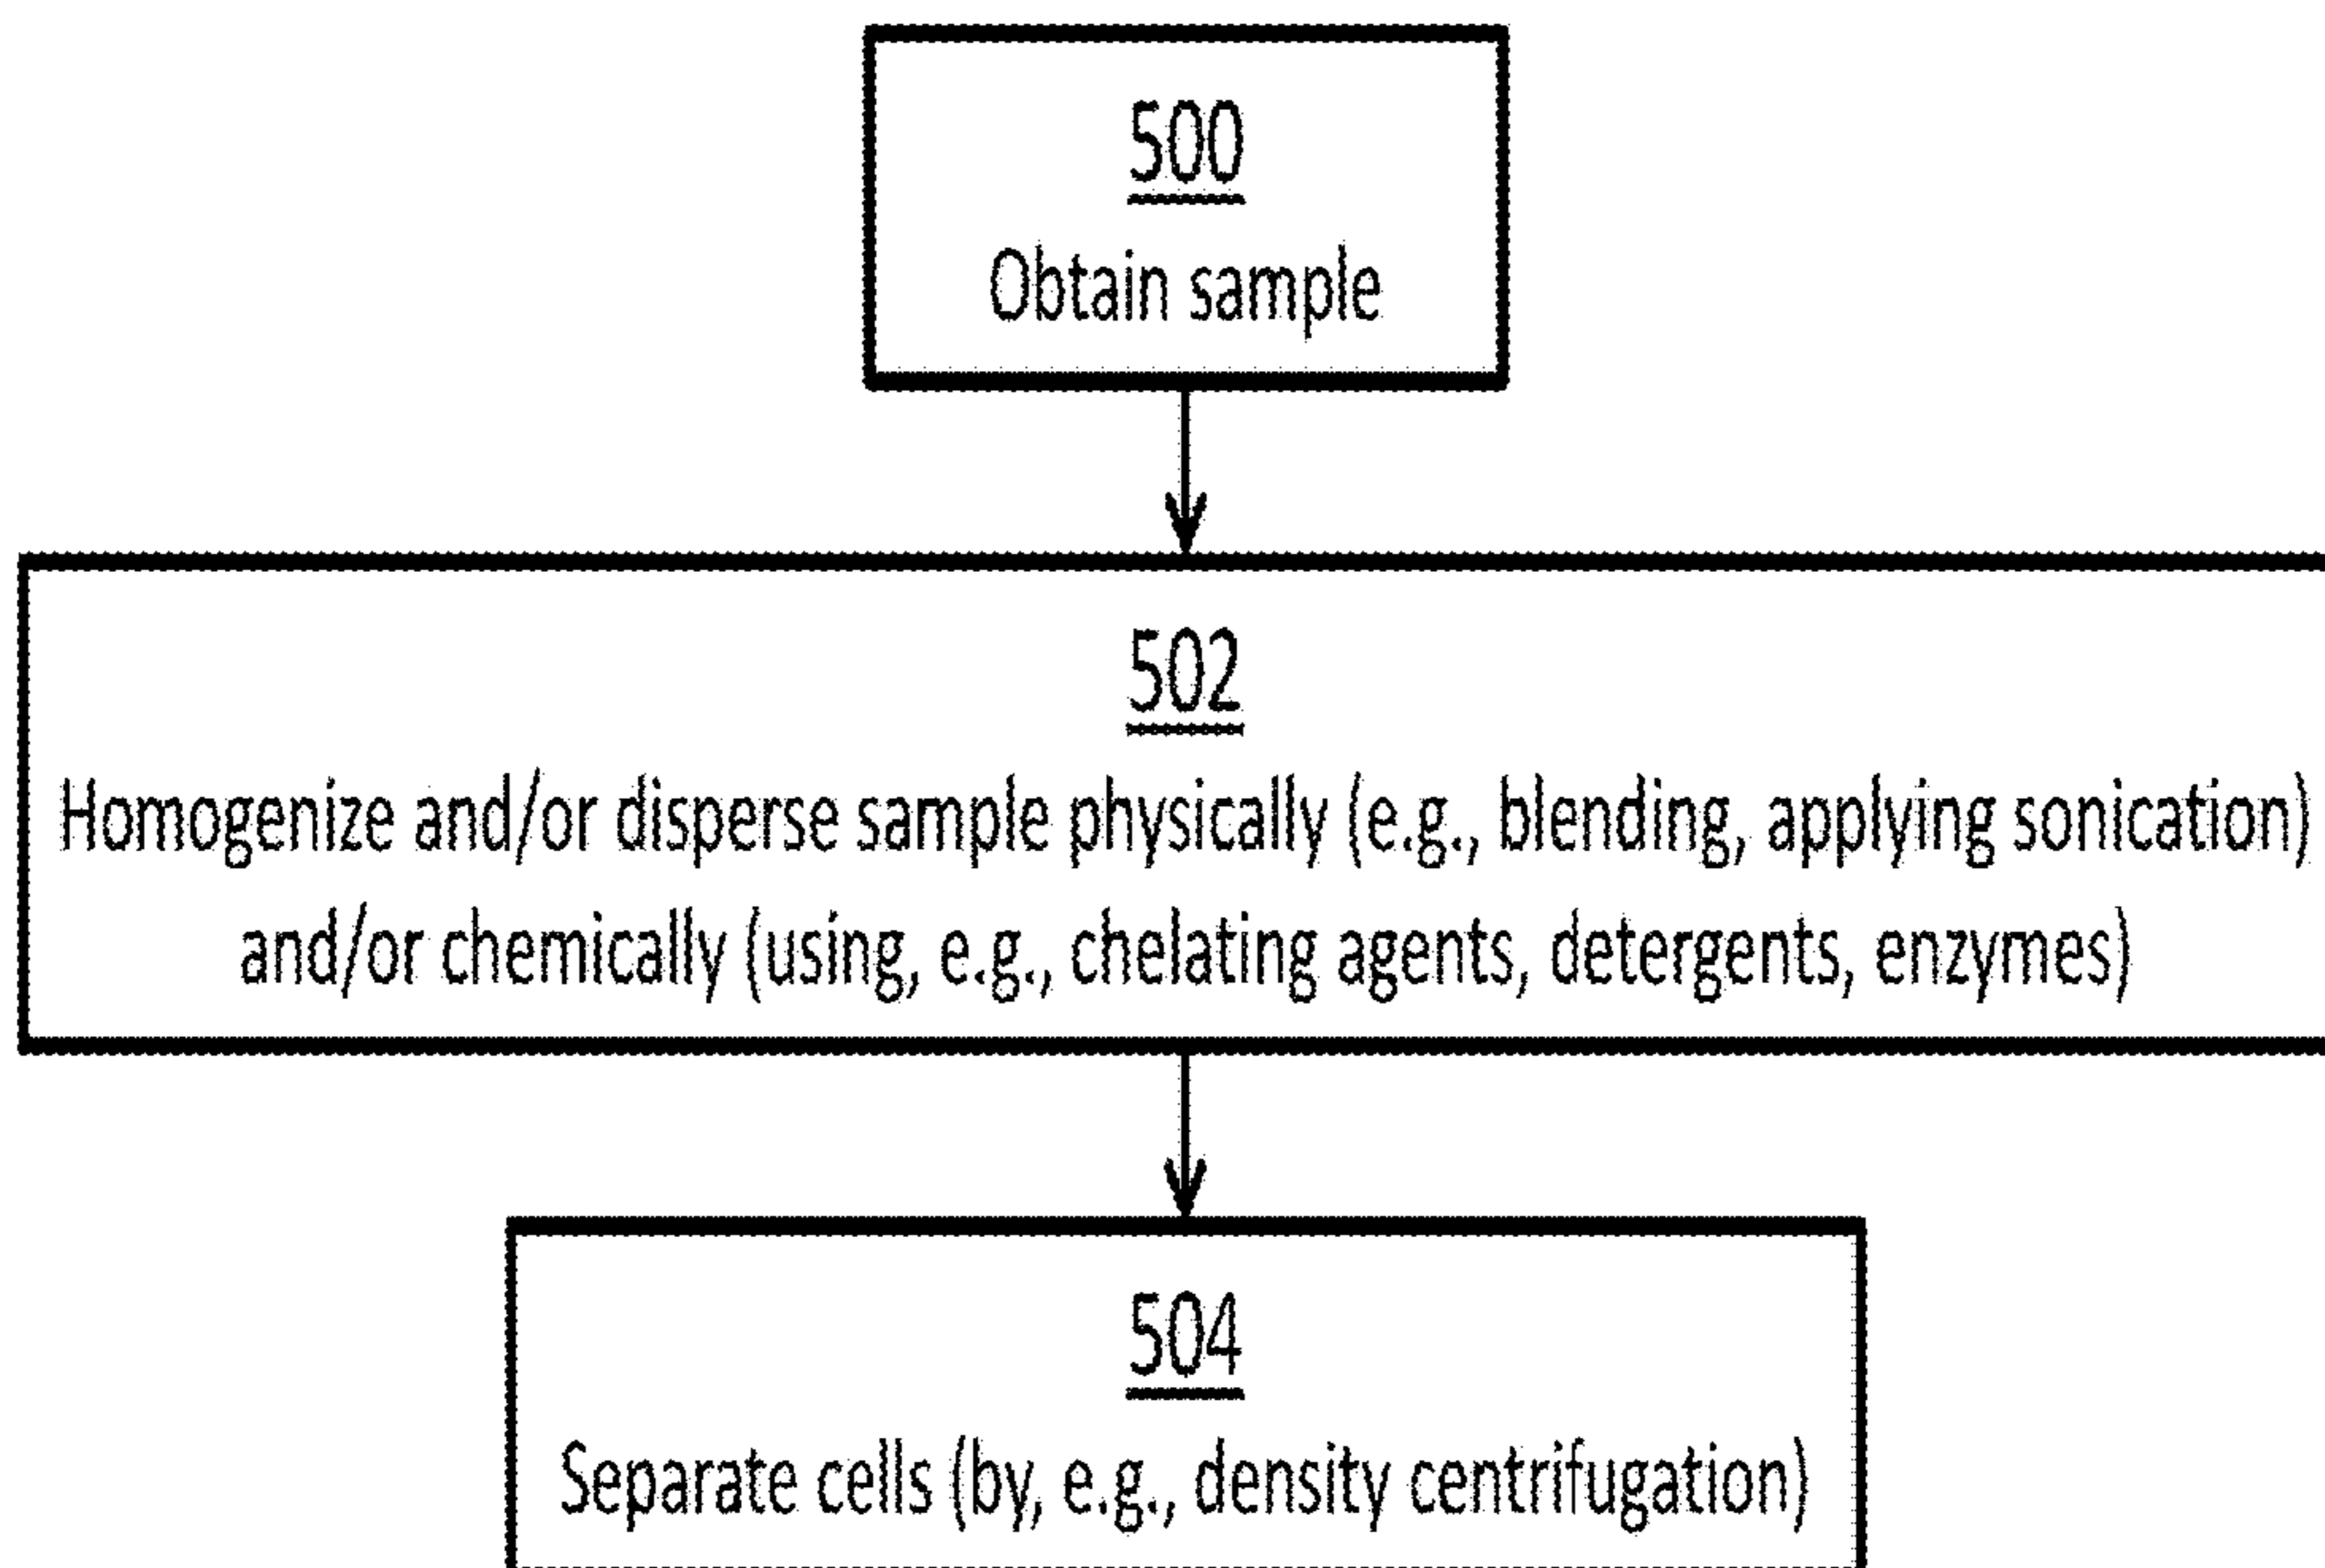 500
Obtain sample
502
Homogenize and/or disperse sample physically (e.g., blending, applying sonication)
and/or chemically (using, e.g., chelating agents, detergents, enzymes)
504
Separate cells (by, e.g., density centrifugation)